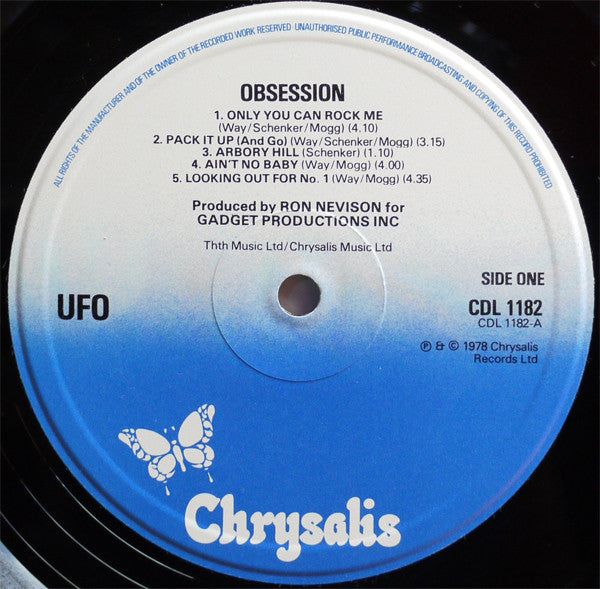 ALL RIGHTS OF THE MANUFACTURER AND OF THE OWNER OF THE RECORDED WORK RESERVED UNAUTHORISED PUBLIC PERFORMANCE BROADCASTING AND COPYING OF THIS RECORD PROHIBITED
OBSESSION
1. ONLY YOU CAN ROCK ME
(Way/Schenker/Mogg) (4.10)
2. PACK IT UP (And Go) (Way/Schenker/Mogg) (3.15)
3. ARBORY HILL (Schenker) (1.10)
4. AIN'T NO BABY (Way/Mogg) (4.00)
5. LOOKING OUT FOR No. 1 (Way/Mogg) (4.35)
Produced by RON NEVISON for
GADGET PRODUCTIONS INC
Thth Music Ltd/Chrysalis Music Ltd
SIDE ONE
UFO
CDL 1182
CDL 1182-A
℗ & © 1978 Chrysalis
Records Ltd
Chrysalis